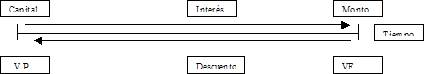 Capital Interés Monto
Tiempo
V.P. Descuento VF